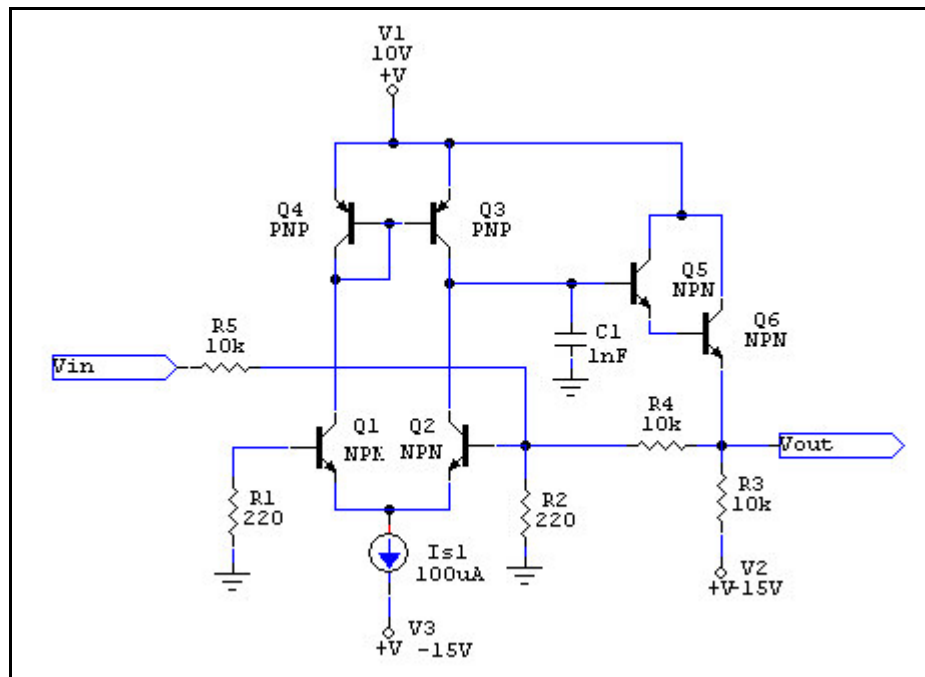 V1
10V
+V
Q4
PNP
Q3
PNP
Q5
NPN
Q6
NPN
C1
1nF
R5
10k
Vin
R4
10k
Vout
Q1
NPN
Q2
NPN
R1
220
R2
220
R3
10k
Is1
100uA
V2
+V
-15V
V3
+V
-15V